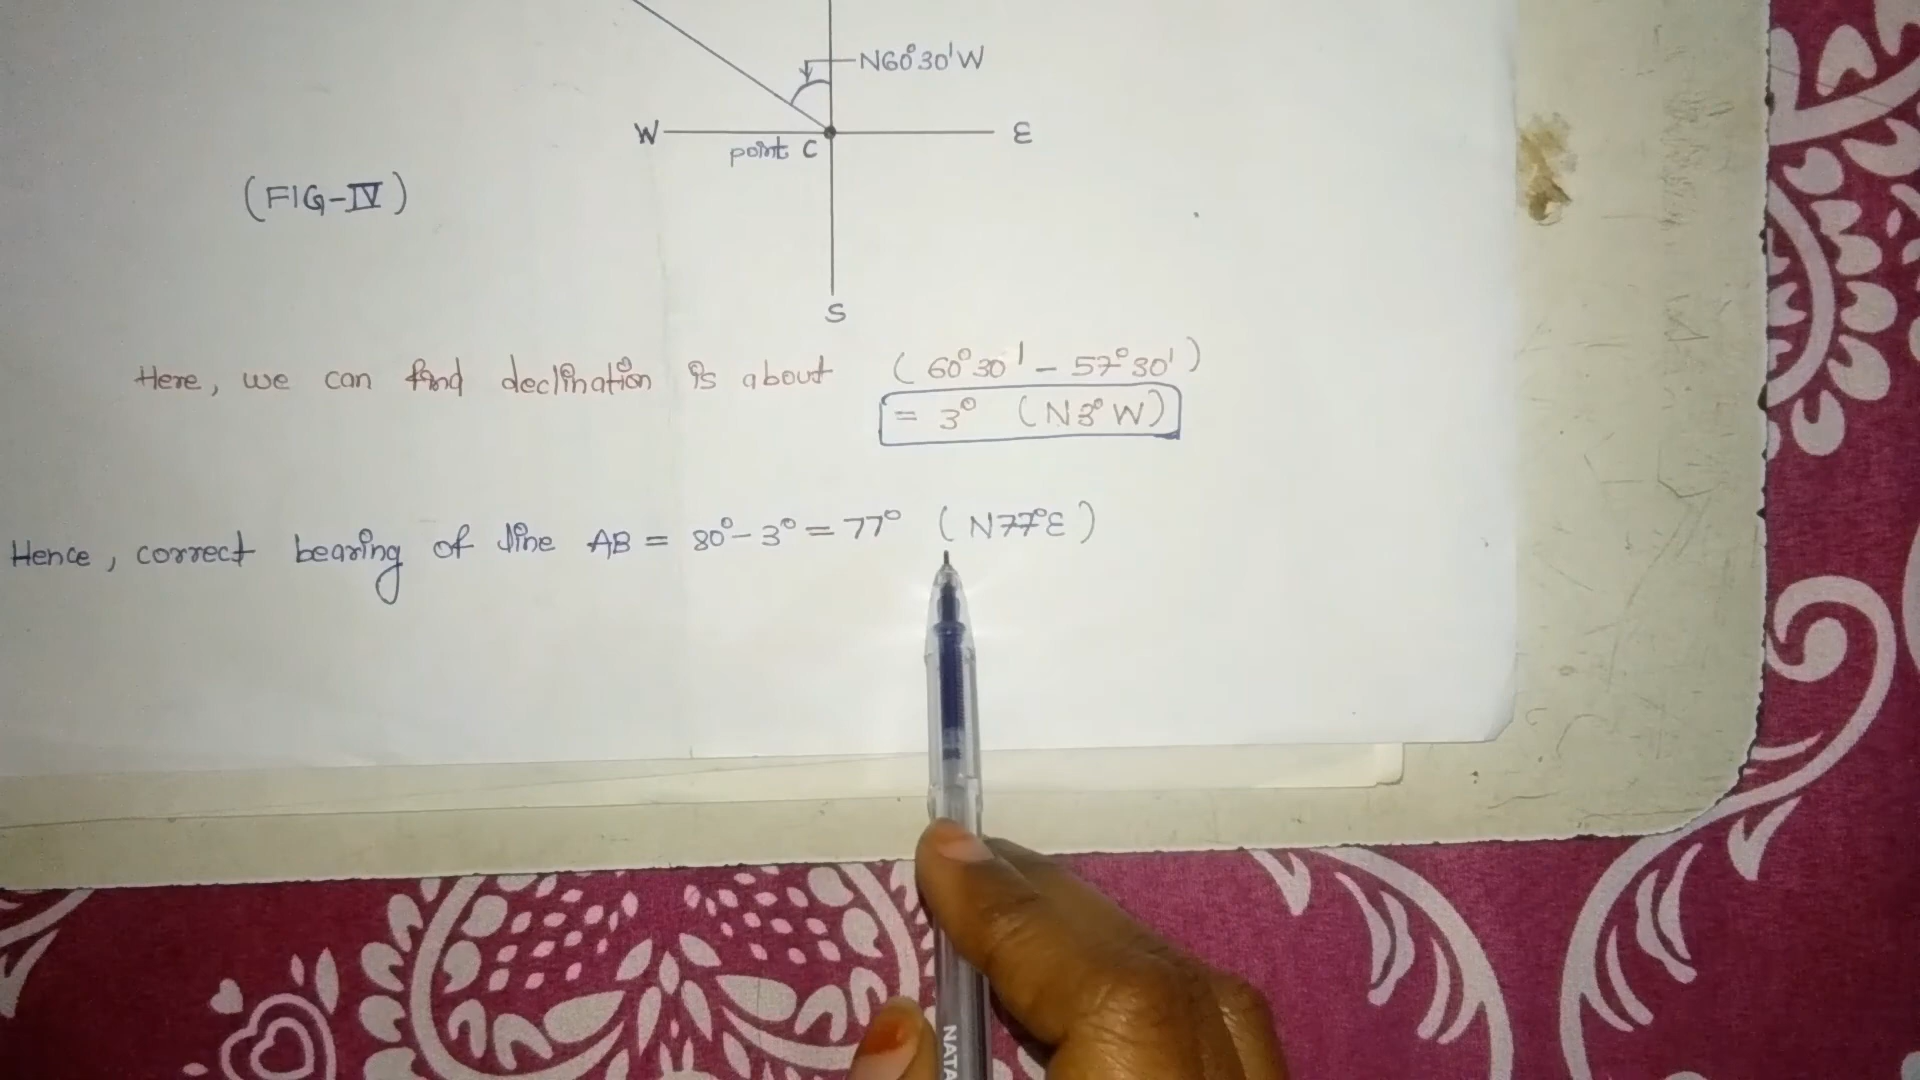 N60°30'W
W
E
point C
(FIG-IV)
S
Here, we can find declination is about (60°30' - 57°30')
= 3° (N3°W)
Hence, correct bearing of line AB = 80° - 3° = 77° (N77°E)
NATA